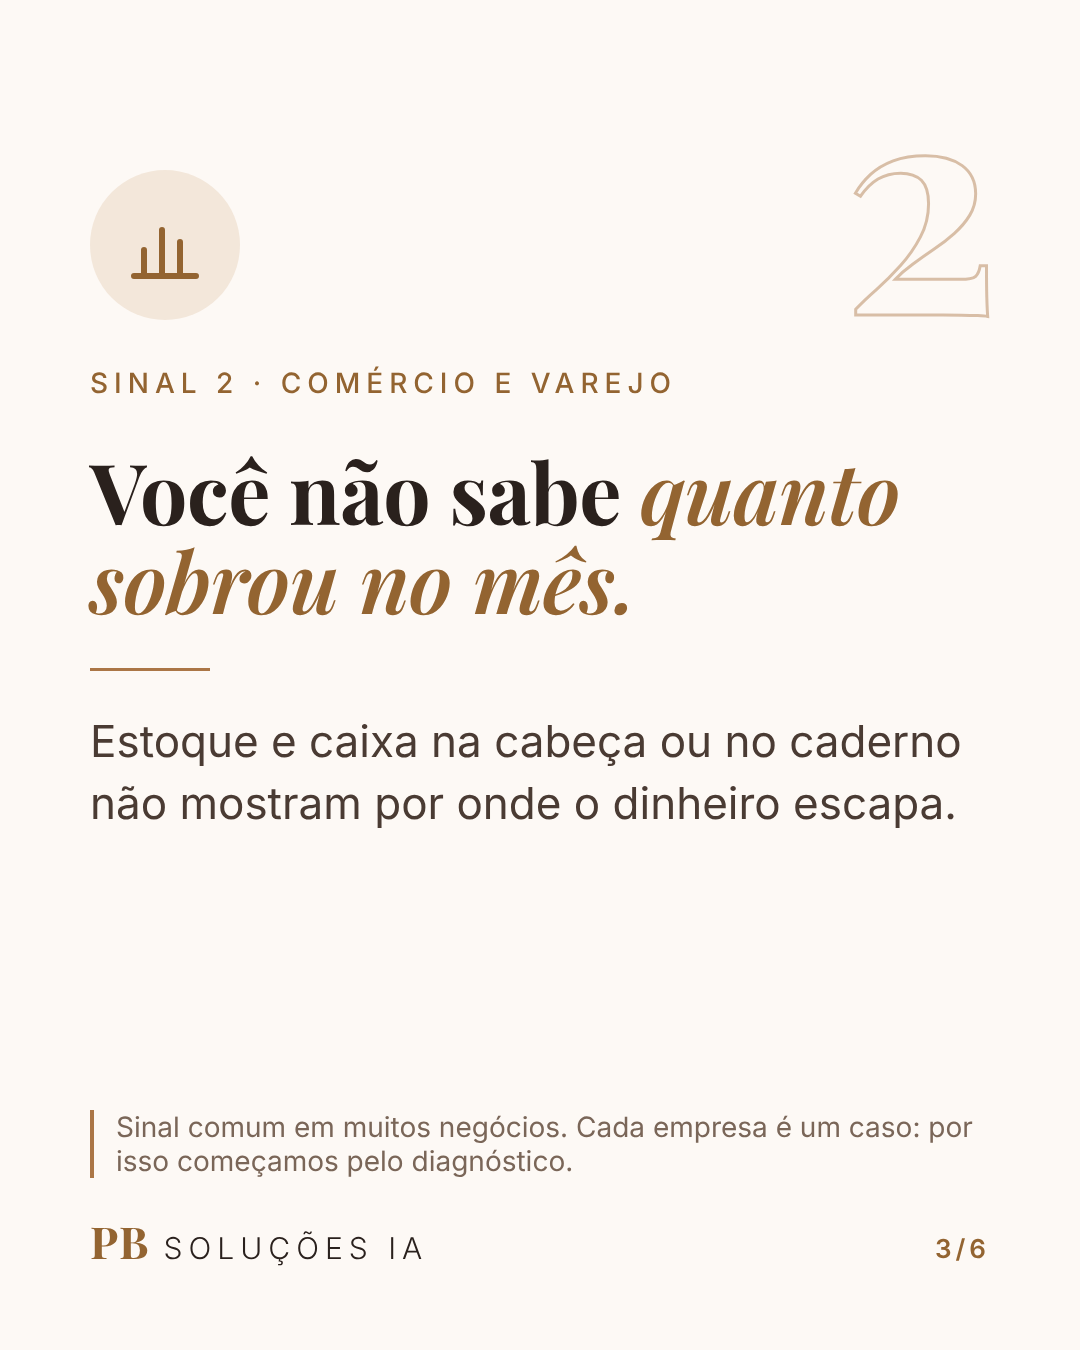 2
SINAL 2 · COMÉRCIO E VAREJO
Você não sabe quanto
sobrou no mês.
Estoque e caixa na cabeça ou no caderno
não mostram por onde o dinheiro escapa.
Sinal comum em muitos negócios. Cada empresa é um caso: por
isso começamos pelo diagnóstico.
PB SOLUÇÕES IA
3/6